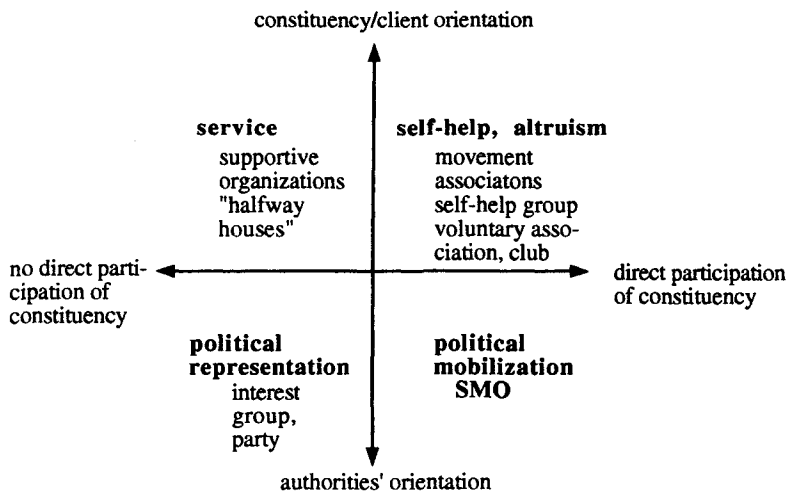 constituency/client orientation
service
supportive
organizations
"halfway
houses"
self-help, altruism
movement
associatons
self-help group
voluntary asso-
ciation, club
no direct parti-
cipation of
constituency
direct participation
of constituency
political
representation
interest
group,
party
political
mobilization
SMO
authorities' orientation